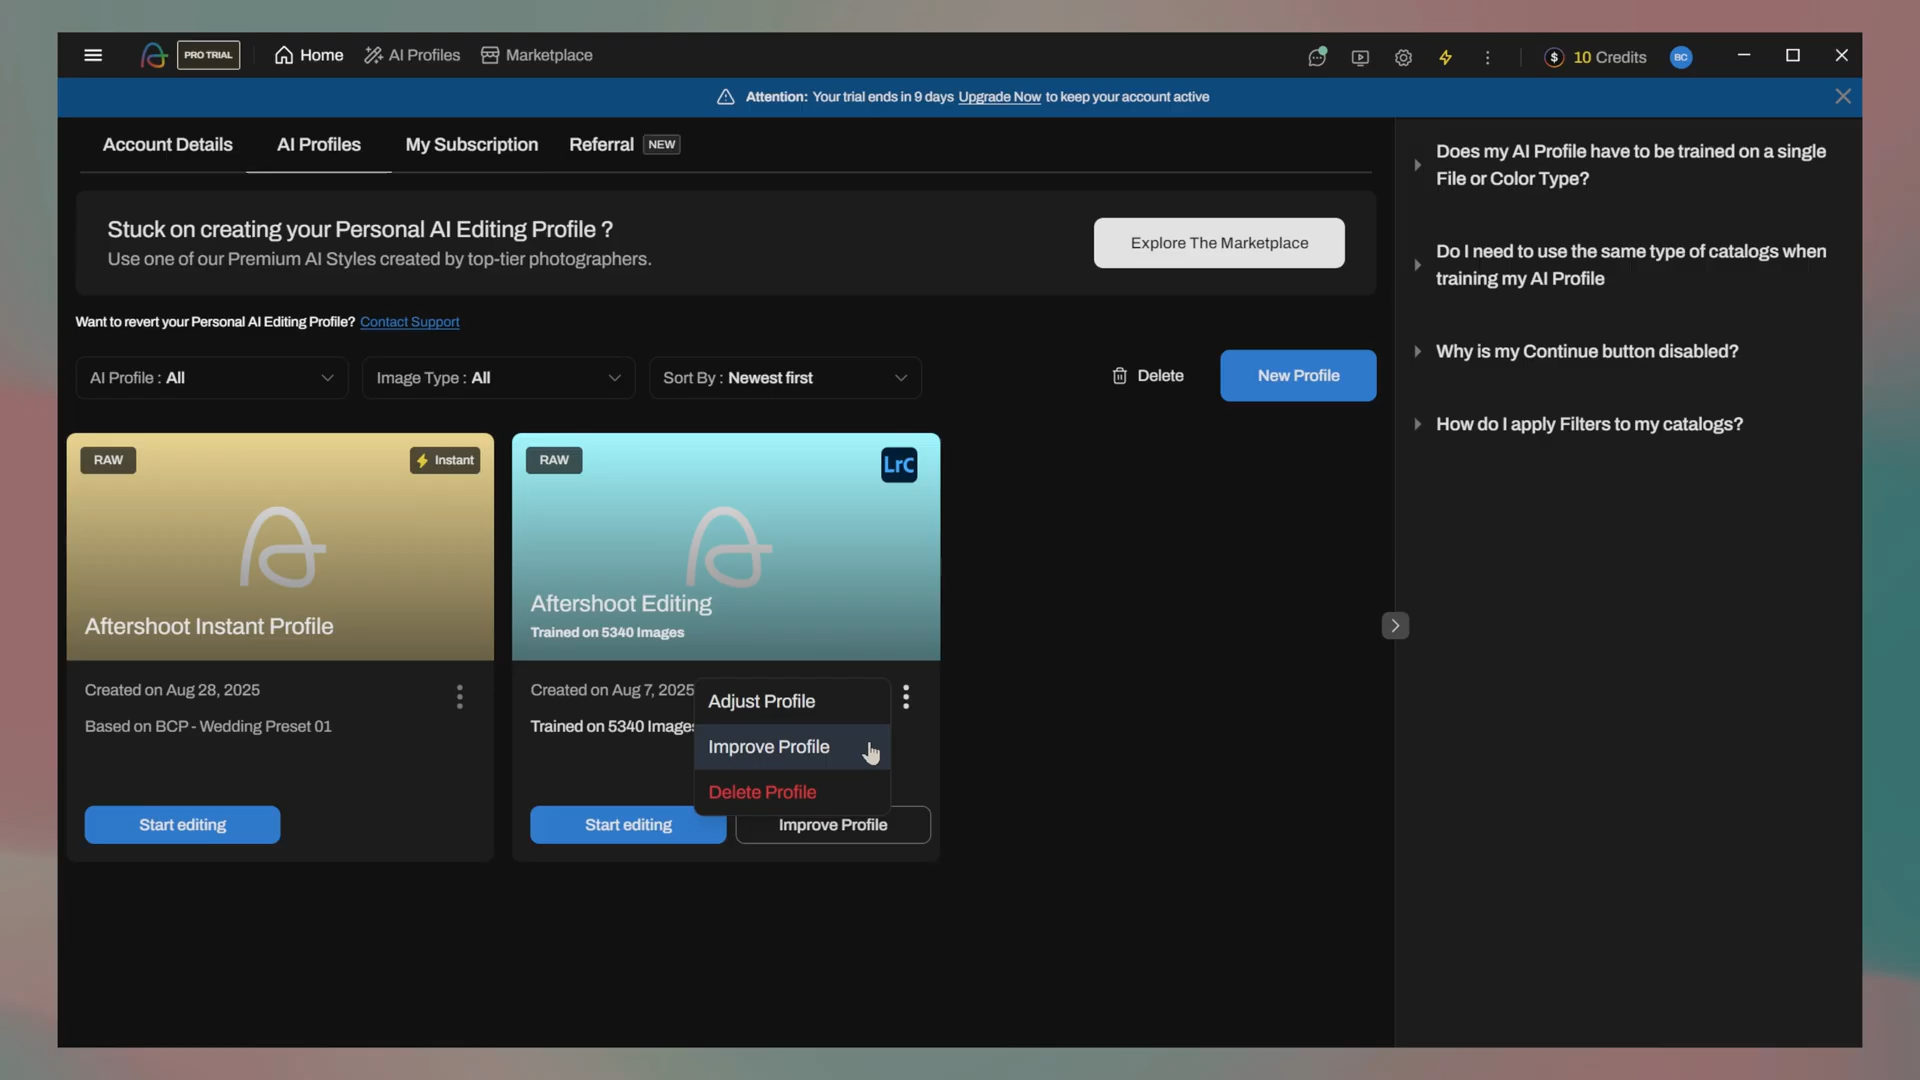 PRO TRIAL
Home
AI Profiles
Marketplace
10 Credits
BC
Attention: Your trial ends in 9 days Upgrade Now to keep your account active
Account Details
AI Profiles
My Subscription
Referral NEW
Stuck on creating your Personal AI Editing Profile ?
Use one of our Premium AI Styles created by top-tier photographers.
Explore The Marketplace
Want to revert your Personal AI Editing Profile? Contact Support
AI Profile : All
Image Type : All
Sort By : Newest first
Delete
New Profile
RAW
Instant
Aftershoot Instant Profile
Created on Aug 28, 2025
Based on BCP - Wedding Preset 01
Start editing
RAW
LrC
Aftershoot Editing
Trained on 5340 Images
Created on Aug 7, 2025
Trained on 5340 Images
Adjust Profile
Improve Profile
Delete Profile
Start editing
Improve Profile
Does my AI Profile have to be trained on a single
File or Color Type?
Do I need to use the same type of catalogs when
training my AI Profile
Why is my Continue button disabled?
How do I apply Filters to my catalogs?